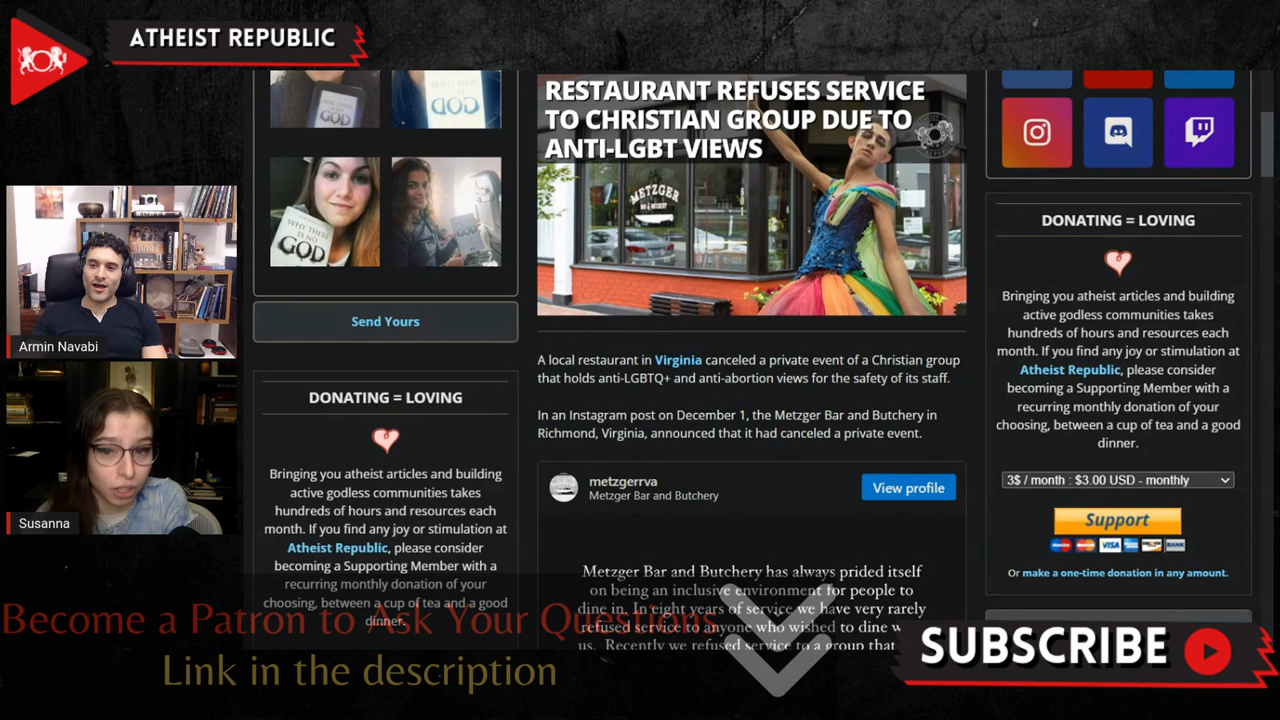 ATHEIST REPUBLIC
GOD
GOD
WHY THERE
IS NO
GOD
GOD
Send Yours
DONATING = LOVING
Bringing you atheist articles and building
active godless communities takes
hundreds of hours and resources each
month. If you find any joy or stimulation at
Atheist Republic, please consider
becoming a Supporting Member with a
recurring monthly donation of your
choosing, between a cup of tea and a good
dinner.
Armin Navabi
Susanna
RESTAURANT REFUSES SERVICE
TO CHRISTIAN GROUP DUE TO
ANTI-LGBT VIEWS
METZGER
A local restaurant in Virginia canceled a private event of a Christian group
that holds anti-LGBTQ+ and anti-abortion views for the safety of its staff.
In an Instagram post on December 1, the Metzger Bar and Butchery in
Richmond, Virginia, announced that it had canceled a private event.
metzgerrva
Metzger Bar and Butchery
View profile
Metzger Bar and Butchery has always prided itself
on being an inclusive environment for people to
dine in. In eight years of service we have very rarely
refused service to anyone who wished to dine w
us. Recently we refused service to a group that
DONATING = LOVING
Bringing you atheist articles and building
active godless communities takes
hundreds of hours and resources each
month. If you find any joy or stimulation at
Atheist Republic, please consider
becoming a Supporting Member with a
recurring monthly donation of your
choosing, between a cup of tea and a good
dinner.
3$ / month : $3.00 USD - monthly
Support
VISA
BANK
Or make a one-time donation in any amount.
Become a Patron to Ask Your Questions
Link in the description
SUBSCRIBE